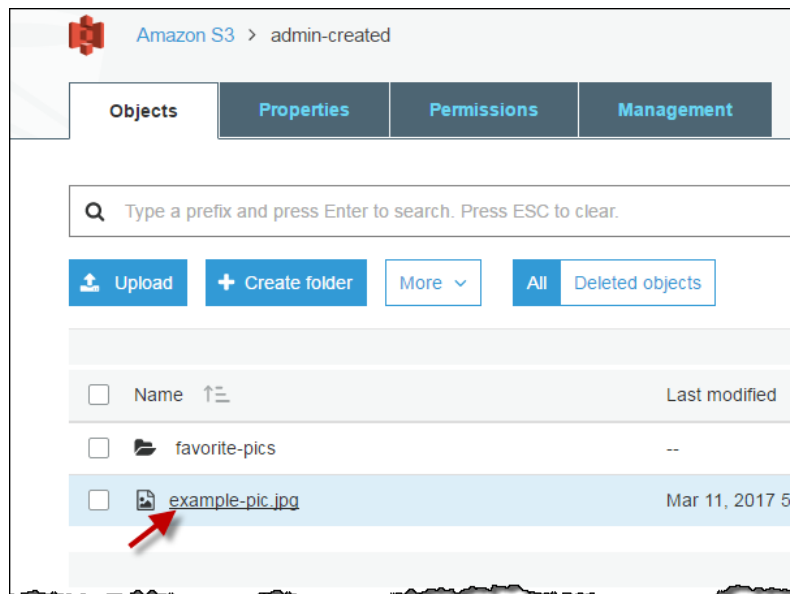 Amazon S3 > admin-created
Objects Properties Permissions Management
Type a prefix and press Enter to search. Press ESC to clear.
Upload + Create folder More All Deleted objects
Name Last modified
favorite-pics --
example-pic.jpg Mar 11, 2017 5